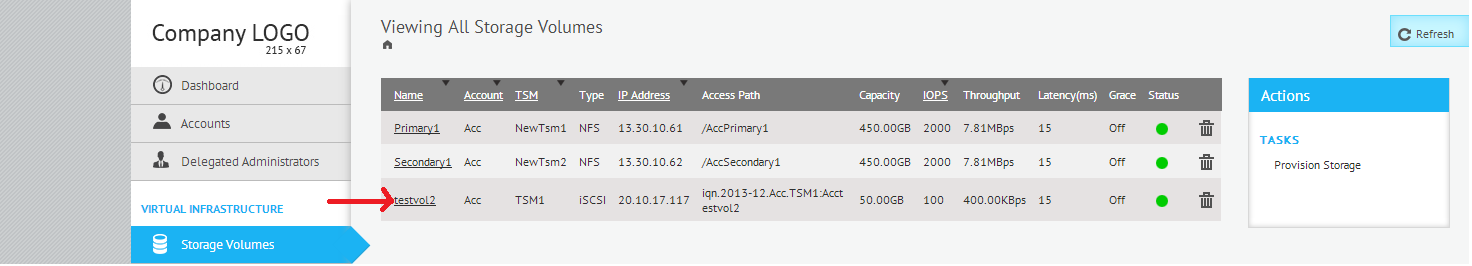 Company LOGO
215 x 67
Dashboard
Accounts
Delegated Administrators
VIRTUAL INFRASTRUCTURE
Storage Volumes
Viewing All Storage Volumes
Refresh
Name Account TSM Type IP Address Access Path Capacity IOPS Throughput Latency(ms) Grace Status
Primary1 Acc NewTsm1 NFS 13.30.10.61 /AccPrimary1 450.00GB 2000 7.81MBps 15 Off
Secondary1 Acc NewTsm2 NFS 13.30.10.62 /AccSecondary1 450.00GB 2000 7.81MBps 15 Off
testvol2 Acc TSM1 iSCSI 20.10.17.117 iqn.2013-12.Acc.TSM1:Acct 50.00GB 100 400.00KBps 15 Off
estvol2
Actions
TASKS
Provision Storage